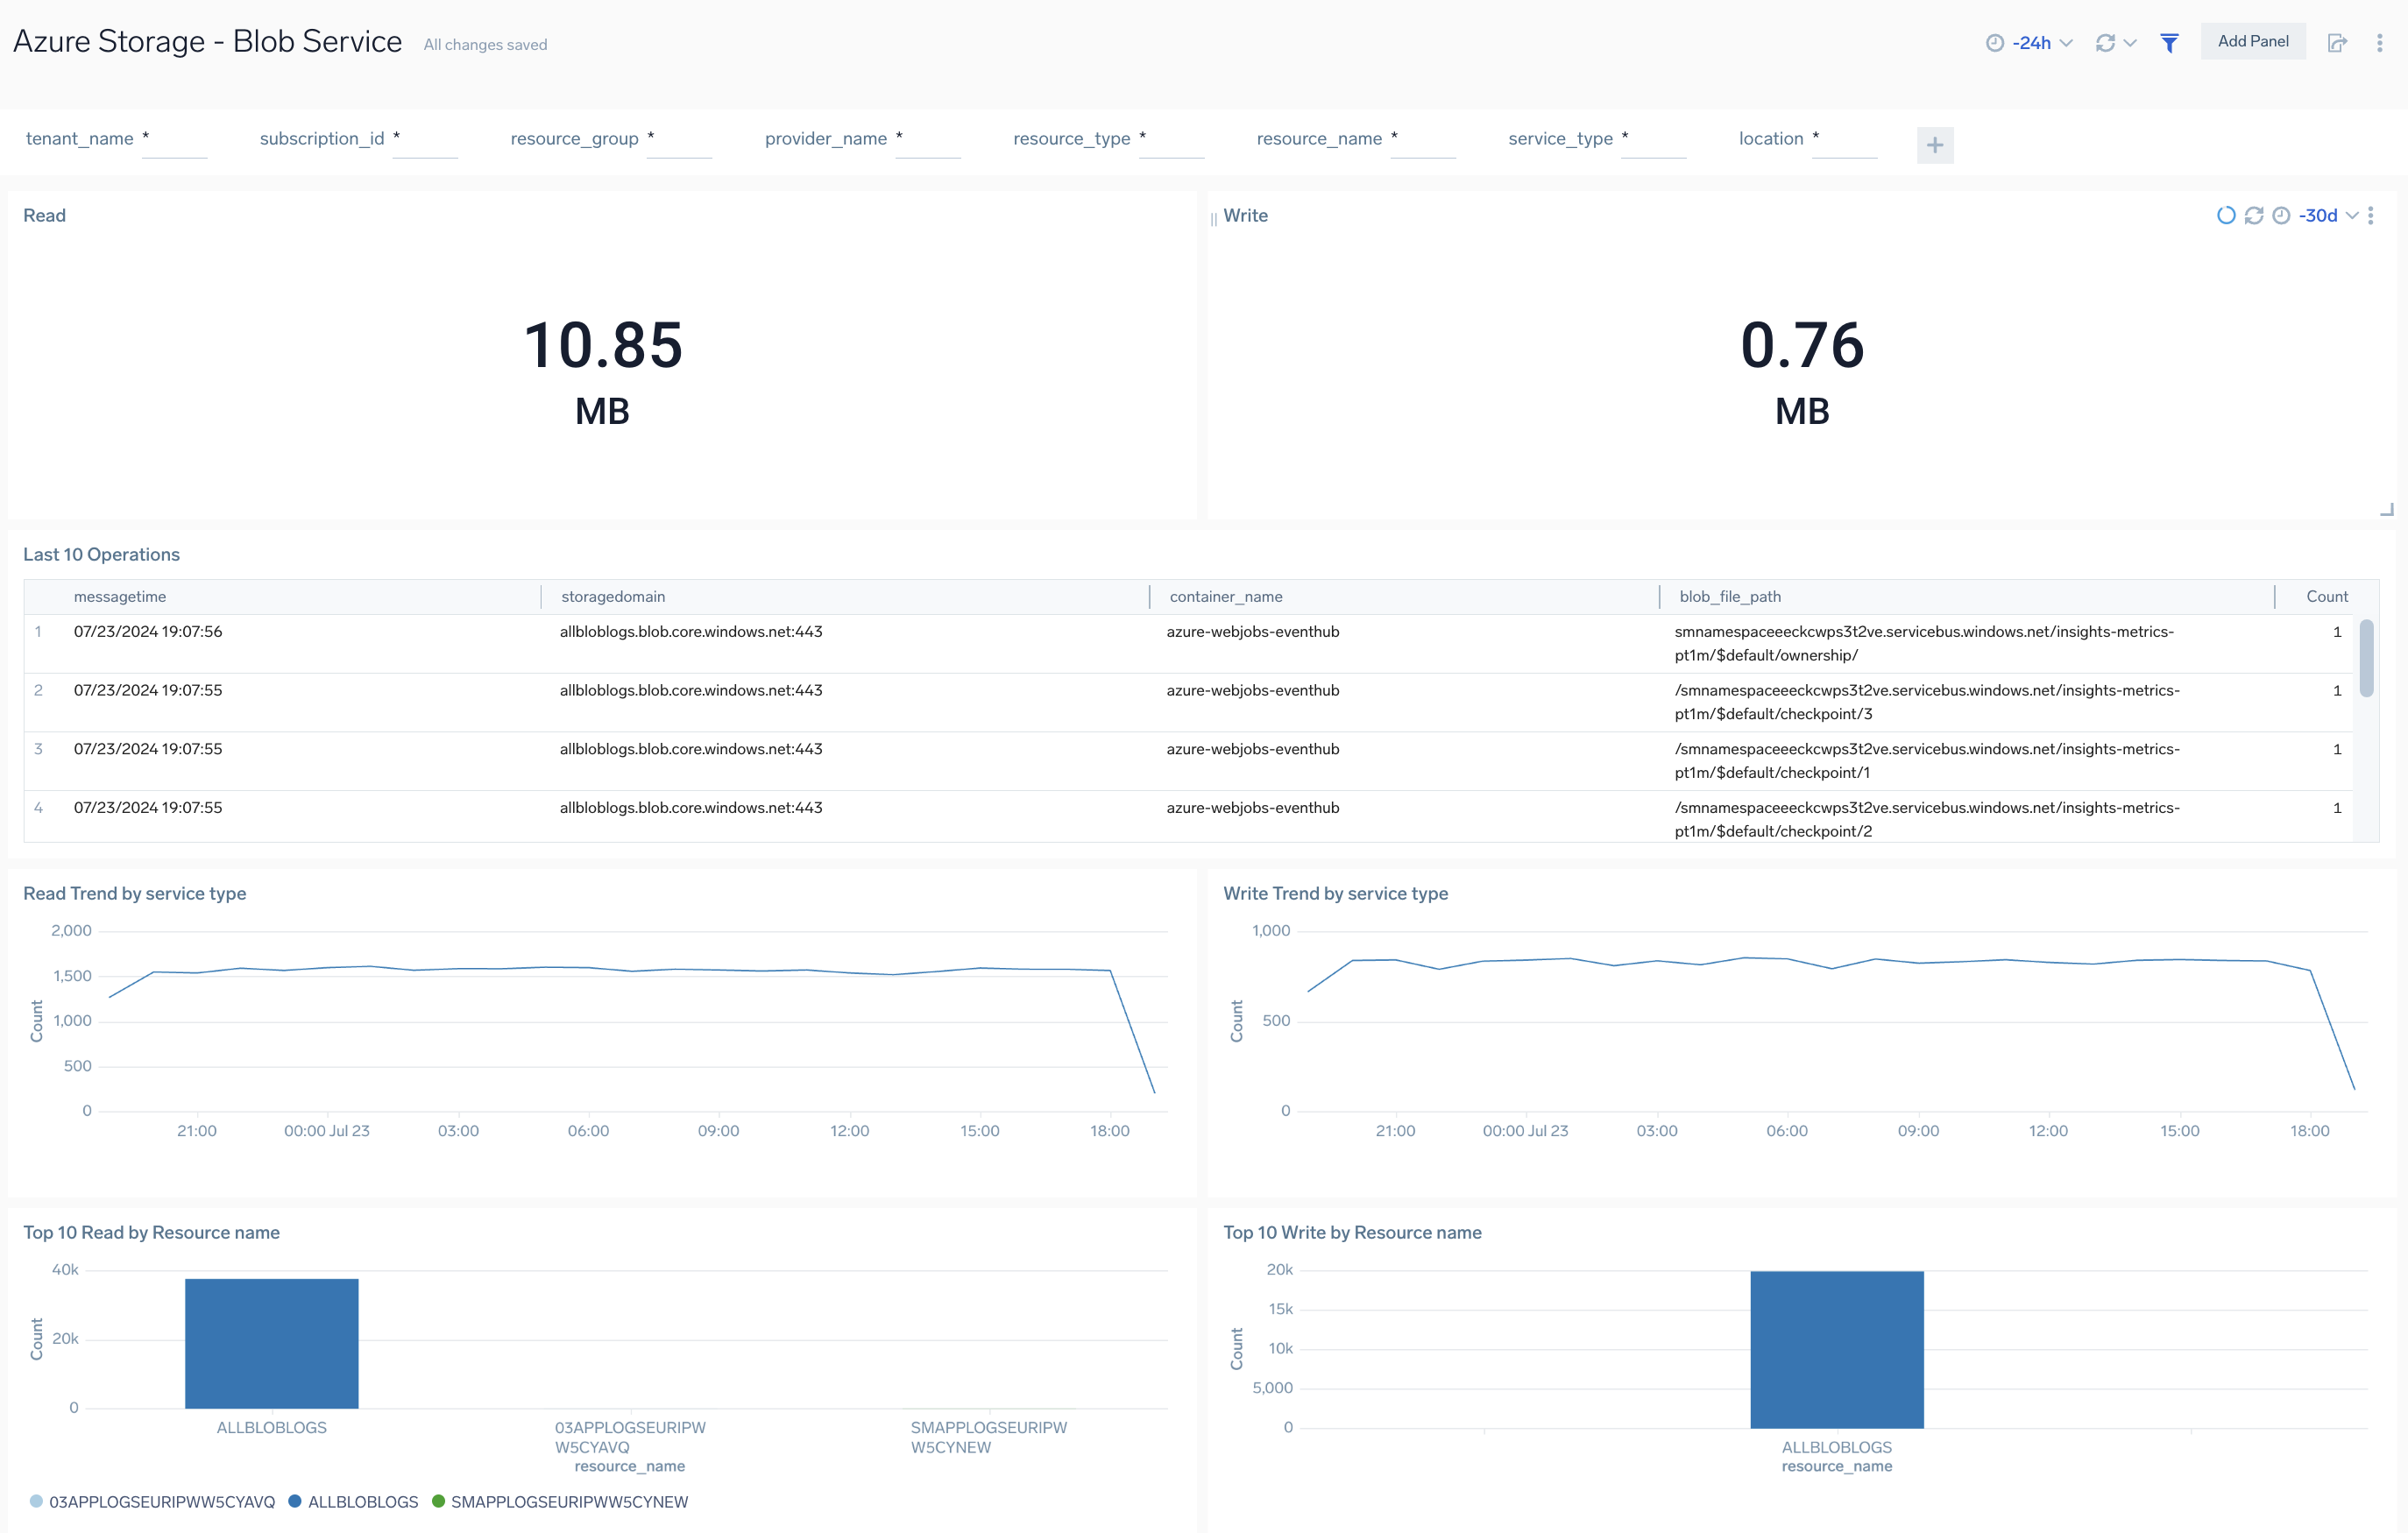 Azure Storage - Blob Service All changes saved -24h Add Panel
tenant_name * subscription_id * resource_group * provider_name * resource_type * resource_name * service_type * location *
Read
10.85
MB
Write -30d
0.76
MB
Last 10 Operations
messagetime storagedomain container_name blob_file_path Count
1 07/23/2024 19:07:56 allbloblogs.blob.core.windows.net:443 azure-webjobs-eventhub smnamespaceeeckcwps3t2ve.servicebus.windows.net/insights-metrics- 1
pt1m/$default/ownership/
2 07/23/2024 19:07:55 allbloblogs.blob.core.windows.net:443 azure-webjobs-eventhub /smnamespaceeeckcwps3t2ve.servicebus.windows.net/insights-metrics- 1
pt1m/$default/checkpoint/3
3 07/23/2024 19:07:55 allbloblogs.blob.core.windows.net:443 azure-webjobs-eventhub /smnamespaceeeckcwps3t2ve.servicebus.windows.net/insights-metrics- 1
pt1m/$default/checkpoint/1
4 07/23/2024 19:07:55 allbloblogs.blob.core.windows.net:443 azure-webjobs-eventhub /smnamespaceeeckcwps3t2ve.servicebus.windows.net/insights-metrics- 1
pt1m/$default/checkpoint/2
Read Trend by service type
Count
2,000
1,500
1,000
500
0
21:00 00:00 Jul 23 03:00 06:00 09:00 12:00 15:00 18:00
Write Trend by service type
Count
1,000
500
0
21:00 00:00 Jul 23 03:00 06:00 09:00 12:00 15:00 18:00
Top 10 Read by Resource name
Count
40k
20k
0
ALLBLOBLOGS 03APPLOGSEURIPW SMAPPLOGSEURIPW
W5CYAVQ W5CYNEW
resource_name
03APPLOGSEURIPWW5CYAVQ ALLBLOBLOGS SMAPPLOGSEURIPWW5CYNEW
Top 10 Write by Resource name
Count
20k
15k
10k
5,000
0
ALLBLOBLOGS
resource_name